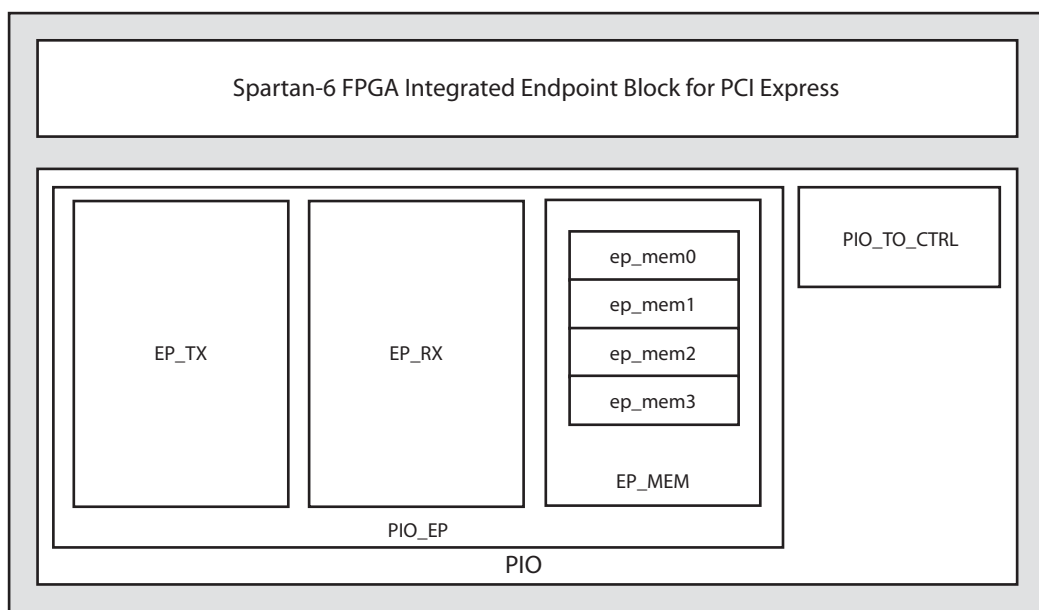 Spartan-6 FPGA Integrated Endpoint Block for PCI Express
EP_TX
EP_RX
ep_mem0
ep_mem1
ep_mem2
ep_mem3
EP_MEM
PIO_EP
PIO_TO_CTRL
PIO